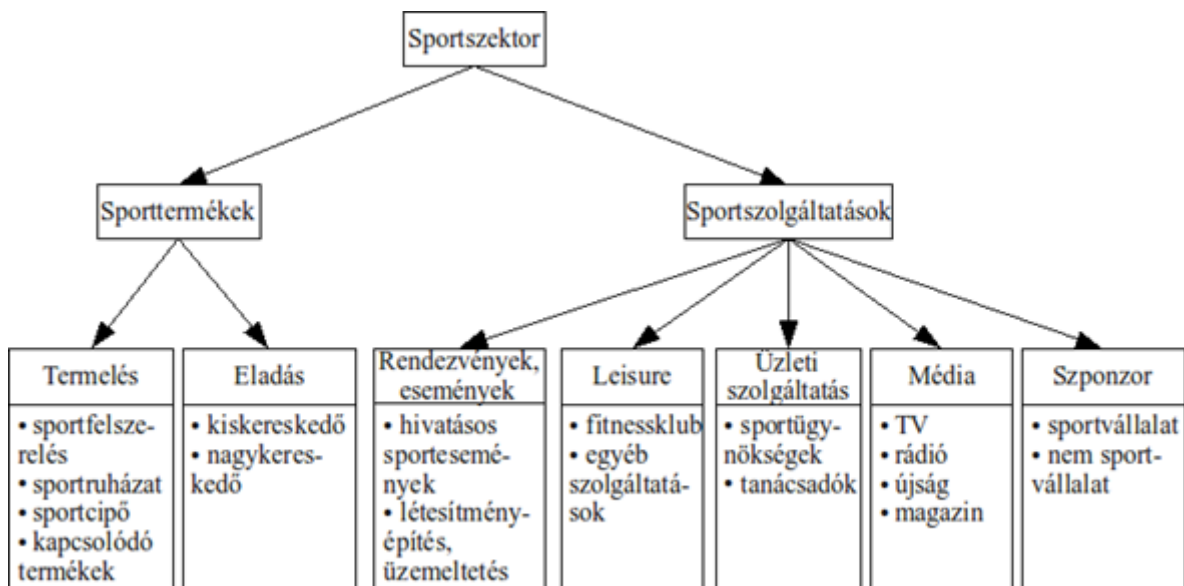 Sportszektor
Sporttermékek
Sportszolgáltatások
Termelés
• sportfelsze-
relés
• sportruházat
• sportcipő
• kapcsolódó
termékek
Eladás
• kiskereskedő
• nagykeres-
kedő
Rendezvények,
események
• hivatásos
sportesemé-
nyek
• létesítmény-
építés,
üzemeltetés
Leisure
• fitnessklub
• egyéb
szolgáltatá-
sok
Üzleti
szolgáltatás
• sportügy-
nökségek
• tanácsadók
Média
• TV
• rádió
• újság
• magazin
Szponzor
• sportvállalat
• nem sport-
vállalat